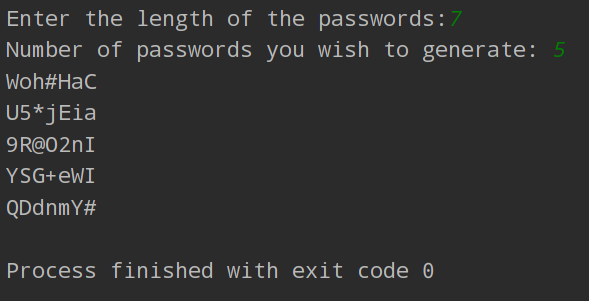 Enter the length of the passwords:7
Number of passwords you wish to generate: 5
Woh#HaC
U5*jEia
9R@O2nI
YSG+eWI
QDdnmY#
Process finished with exit code 0